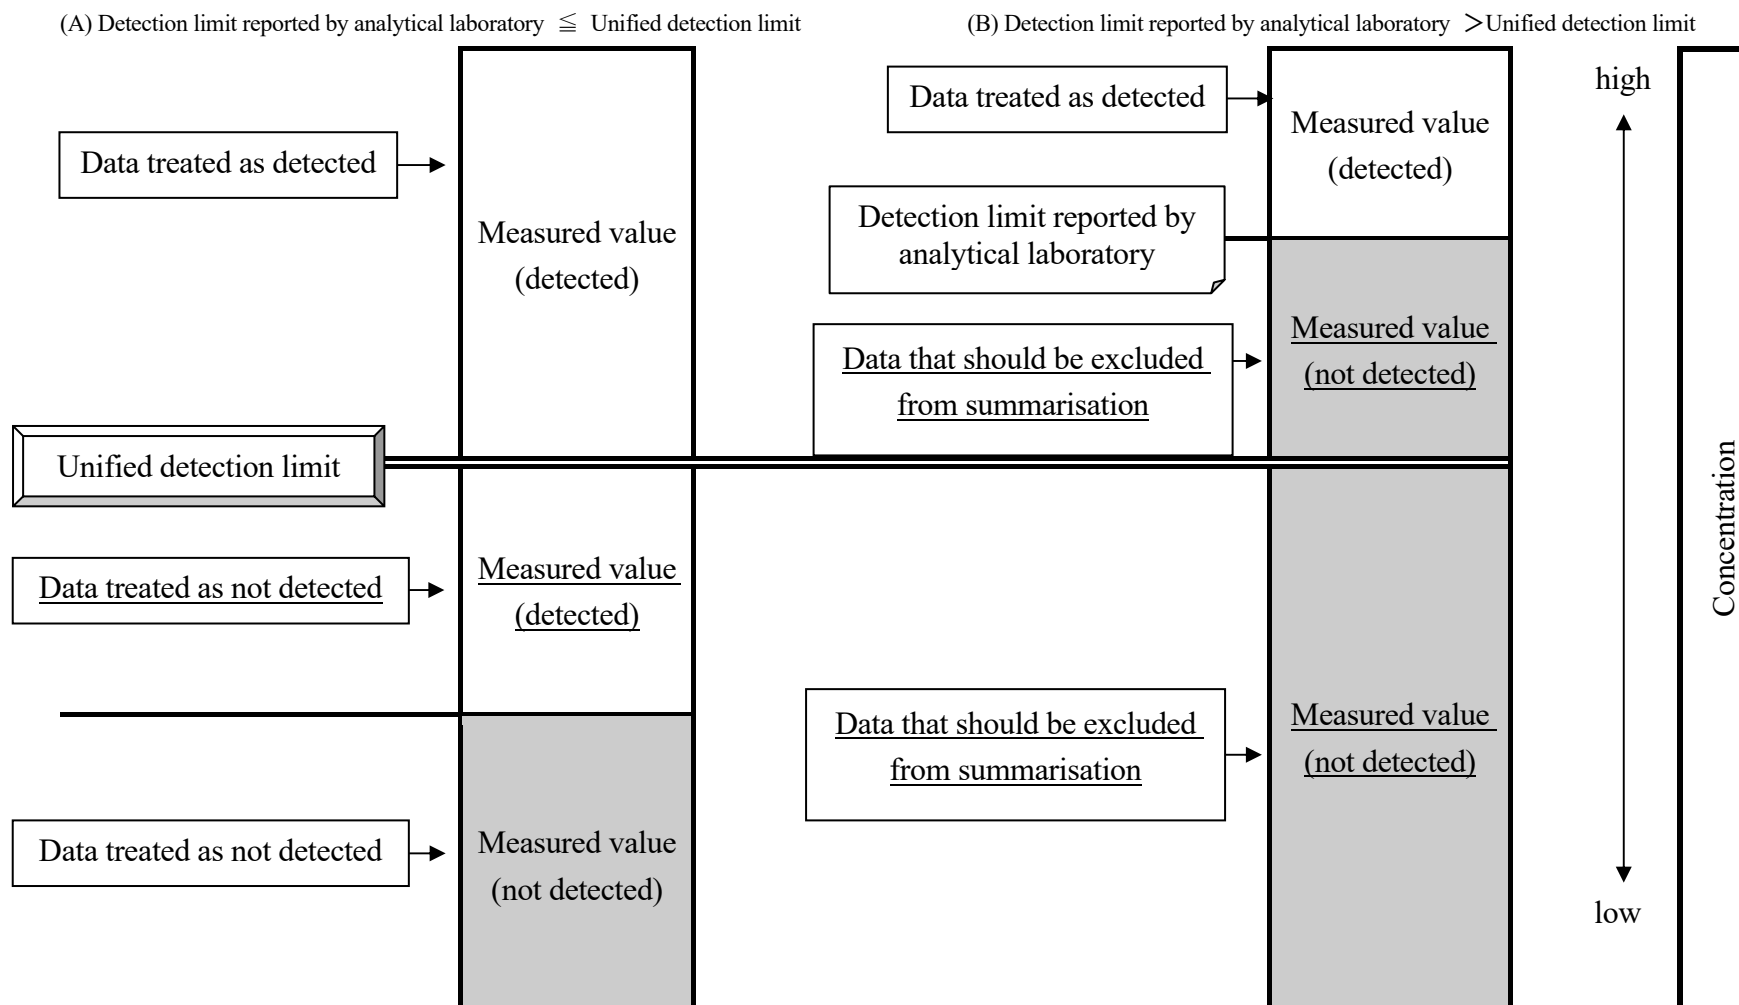 (A) Detection limit reported by analytical laboratory ≦ Unified detection limit
(B) Detection limit reported by analytical laboratory ＞Unified detection limit
Data treated as detected
Measured value
(detected)
Unified detection limit
Data treated as not detected
Measured value
(detected)
Data treated as not detected
Measured value
(not detected)
Data treated as detected
Measured value
(detected)
Detection limit reported by
analytical laboratory
Data that should be excluded
from summarisation
Measured value
(not detected)
Data that should be excluded
from summarisation
Measured value
(not detected)
high
low
Concentration